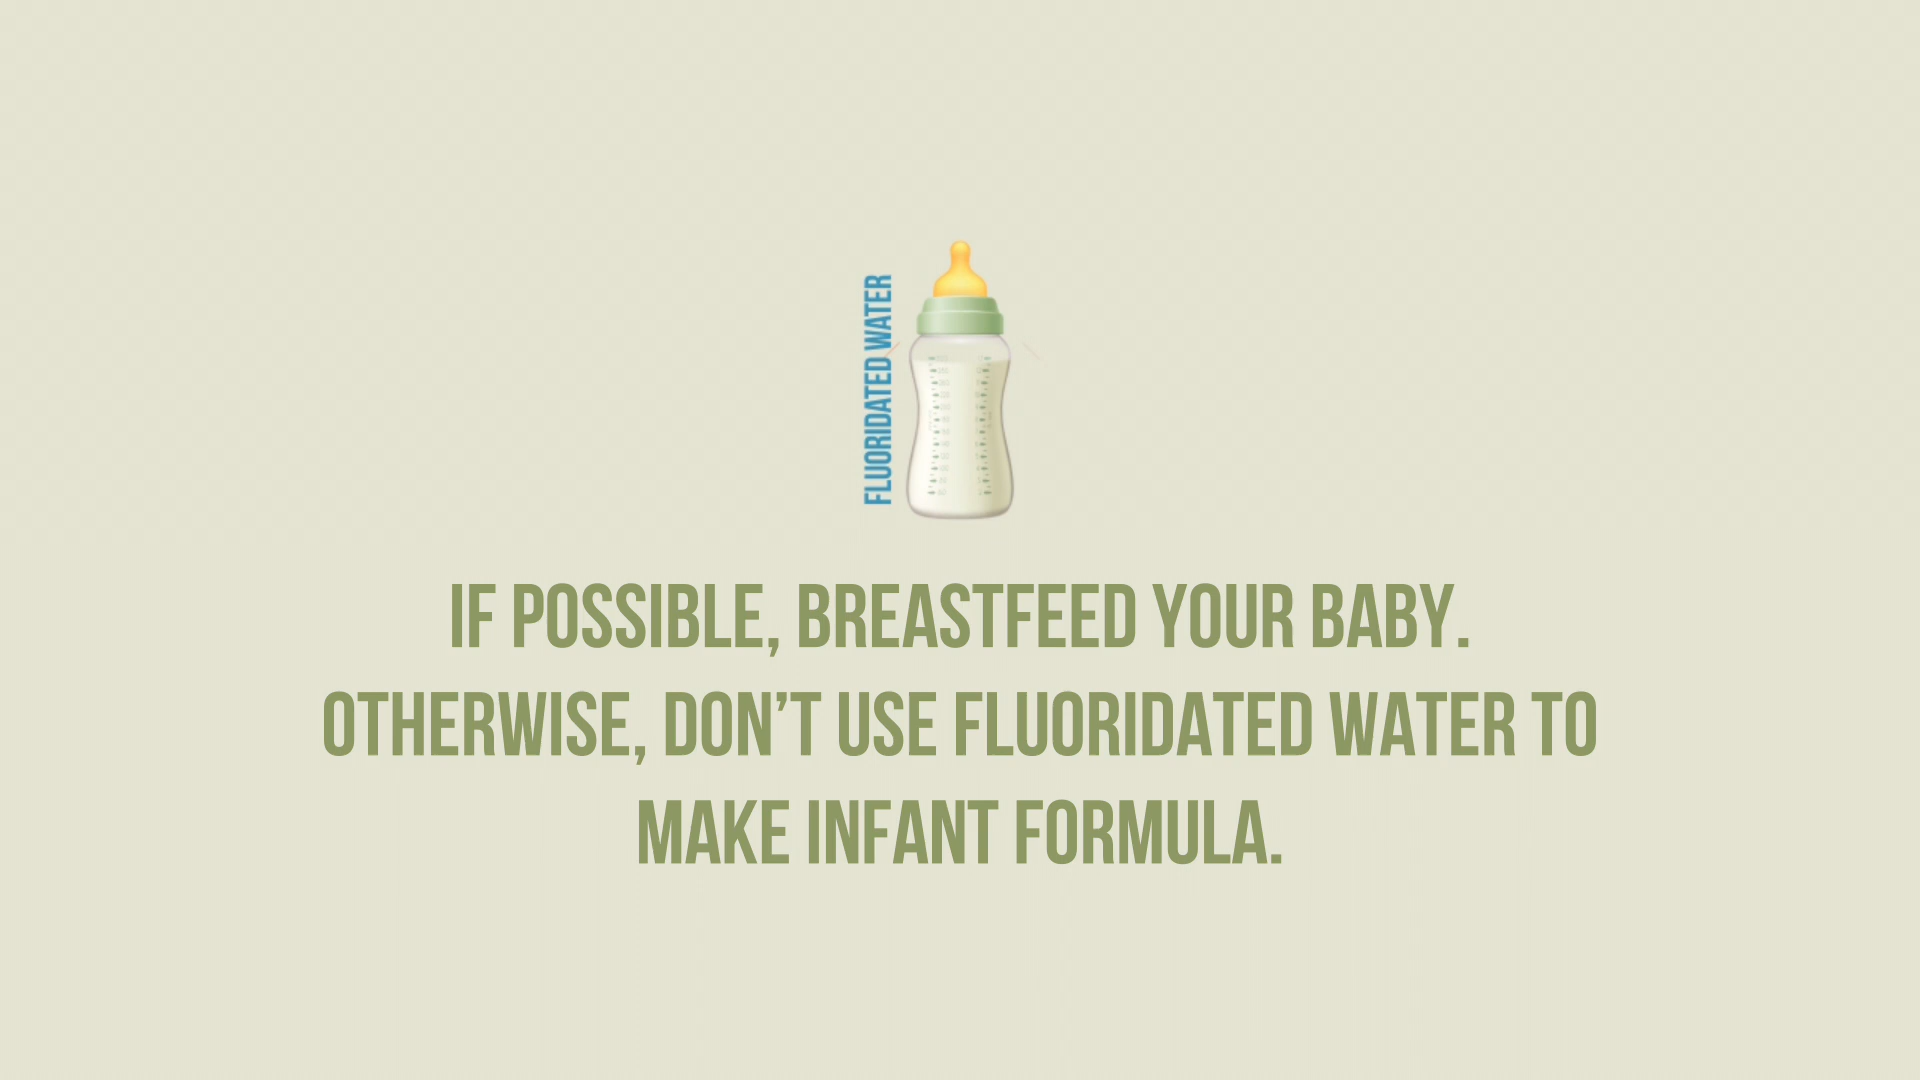 FLUORIDATED WATER
IF POSSIBLE, BREASTFEED YOUR BABY.
OTHERWISE, DON’T USE FLUORIDATED WATER TO
MAKE INFANT FORMULA.